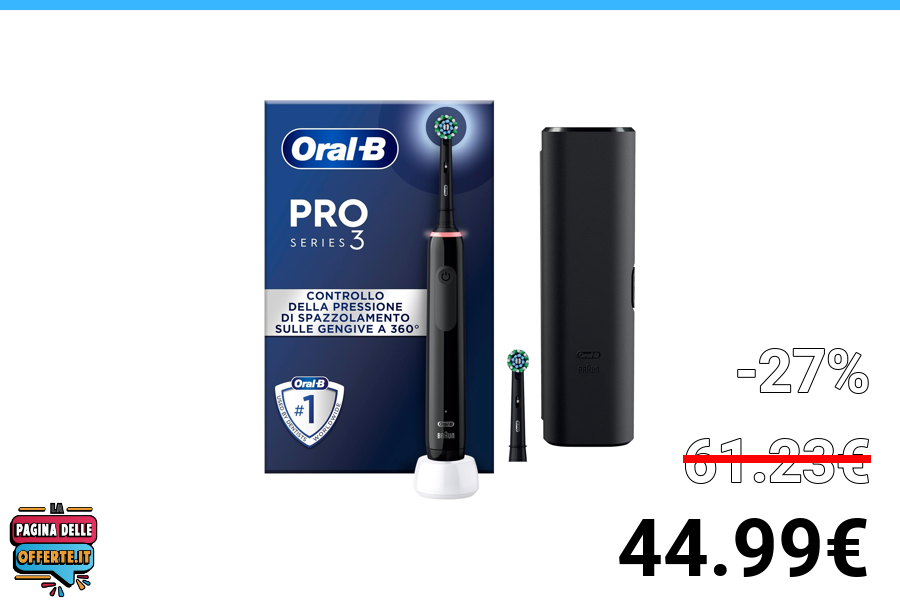 Oral-B
PRO
SERIES 3
CONTROLLO
DELLA PRESSIONE
DI SPAZZOLAMENTO
SULLE GENGIVE A 360°
Oral-B
#1
USED BY DENTISTS WORLDWIDE
BRAUN
-27%
61.23€
44.99€
LA
PAGINA DELLE
OFFERTE.IT